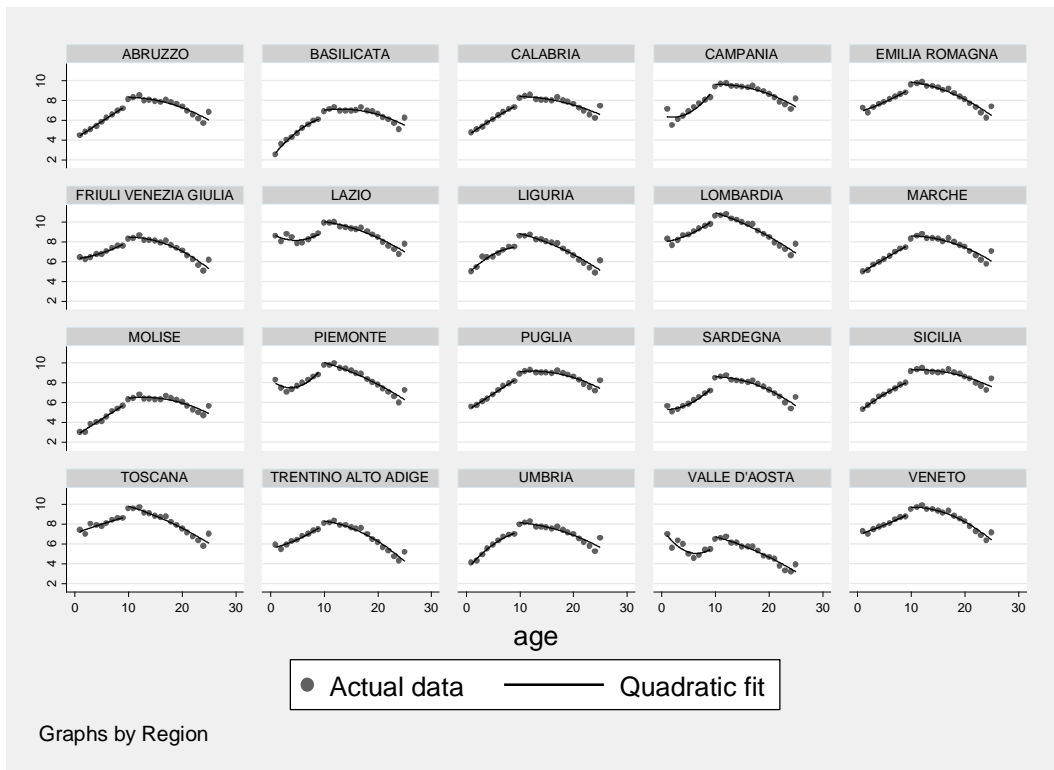 ABRUZZO BASILICATA CALABRIA CAMPANIA EMILIA ROMAGNA
10
8
6
4
2
FRIULI VENEZIA GIULIA LAZIO LIGURIA LOMBARDIA MARCHE
10
8
6
4
2
MOLISE PIEMONTE PUGLIA SARDEGNA SICILIA
10
8
6
4
2
TOSCANA TRENTINO ALTO ADIGE UMBRIA VALLE D'AOSTA VENETO
10
8
6
4
2
0 10 20 30 0 10 20 30 0 10 20 30 0 10 20 30 0 10 20 30
age
Actual data Quadratic fit
Graphs by Region